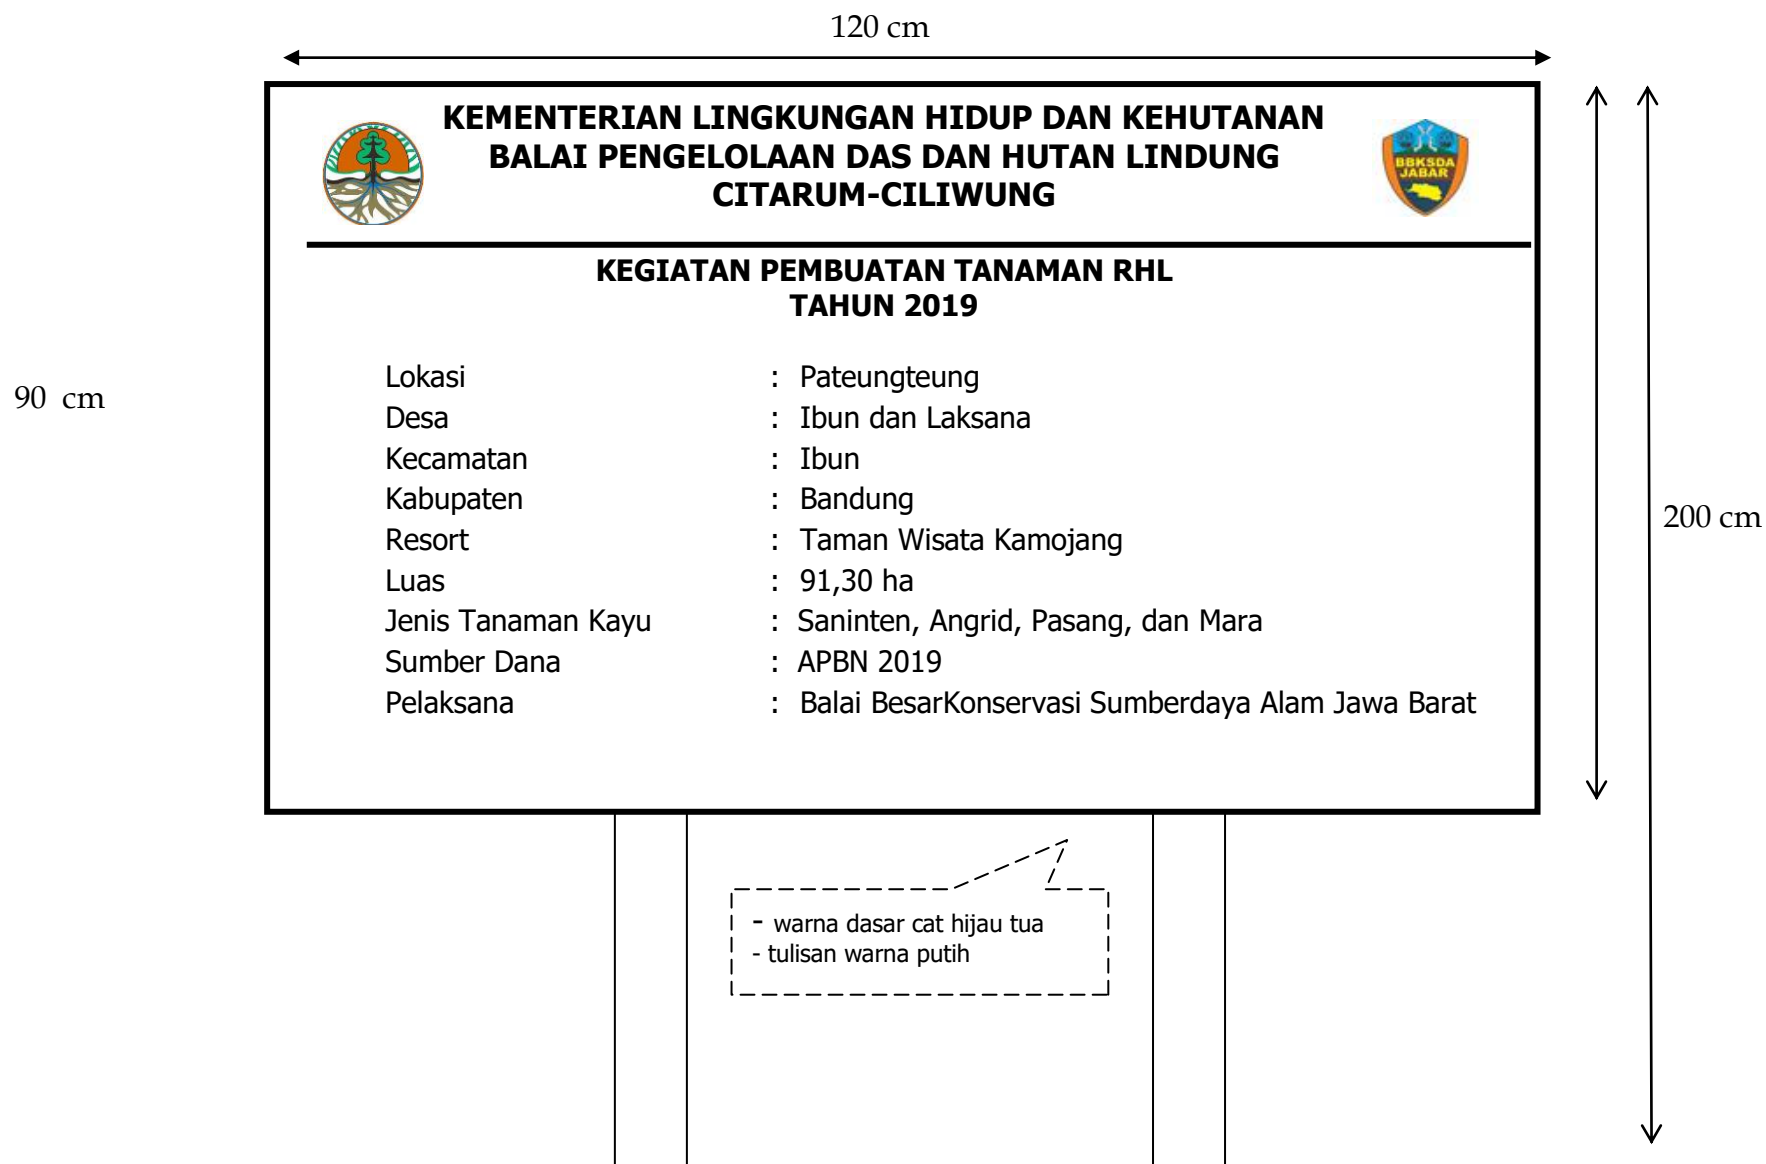 120 cm
KEMENTERIAN LINGKUNGAN HIDUP DAN KEHUTANAN
BALAI PENGELOLAAN DAS DAN HUTAN LINDUNG
CITARUM-CILIWUNG
BBKSDA
JABAR
KEGIATAN PEMBUATAN TANAMAN RHL
TAHUN 2019
90 cm
Lokasi : Pateungteung
Desa : Ibun dan Laksana
Kecamatan : Ibun
Kabupaten : Bandung
Resort : Taman Wisata Kamojang
Luas : 91,30 ha
Jenis Tanaman Kayu : Saninten, Angrid, Pasang, dan Mara
Sumber Dana : APBN 2019
Pelaksana : Balai BesarKonservasi Sumberdaya Alam Jawa Barat
200 cm
- warna dasar cat hijau tua
- tulisan warna putih